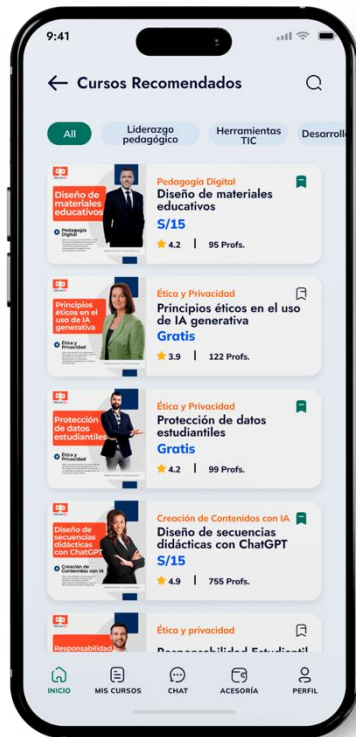 9:41
Cursos Recomendados
All
Liderazgo
pedagógico
Herramientas
TIC
Desarroll
Diseño de
materiales
educativos
Pedagogía
Digital
Pedagogía Digital
Diseño de materiales
educativos
S/15
4.2 | 95 Profs.
Principios
éticos en el
uso de IA
generativa
Ética y
Privacidad
Ética y Privacidad
Principios éticos en el uso
de IA generativa
Gratis
3.9 | 122 Profs.
Protección
de datos
estudiantiles
Ética y
Privacidad
Ética y Privacidad
Protección de datos
estudiantiles
Gratis
4.2 | 99 Profs.
Diseño de
secuencias
didácticas
con ChatGPT
Creación de
Contenidos con IA
Creación de Contenidos con IA
Diseño de secuencias
didácticas con ChatGPT
S/15
4.9 | 755 Profs.
Responsabilidad
Ética y privacidad
Responsabilidad Estudiantil
INICIO
MIS CURSOS
CHAT
ACESORÍA
PERFIL